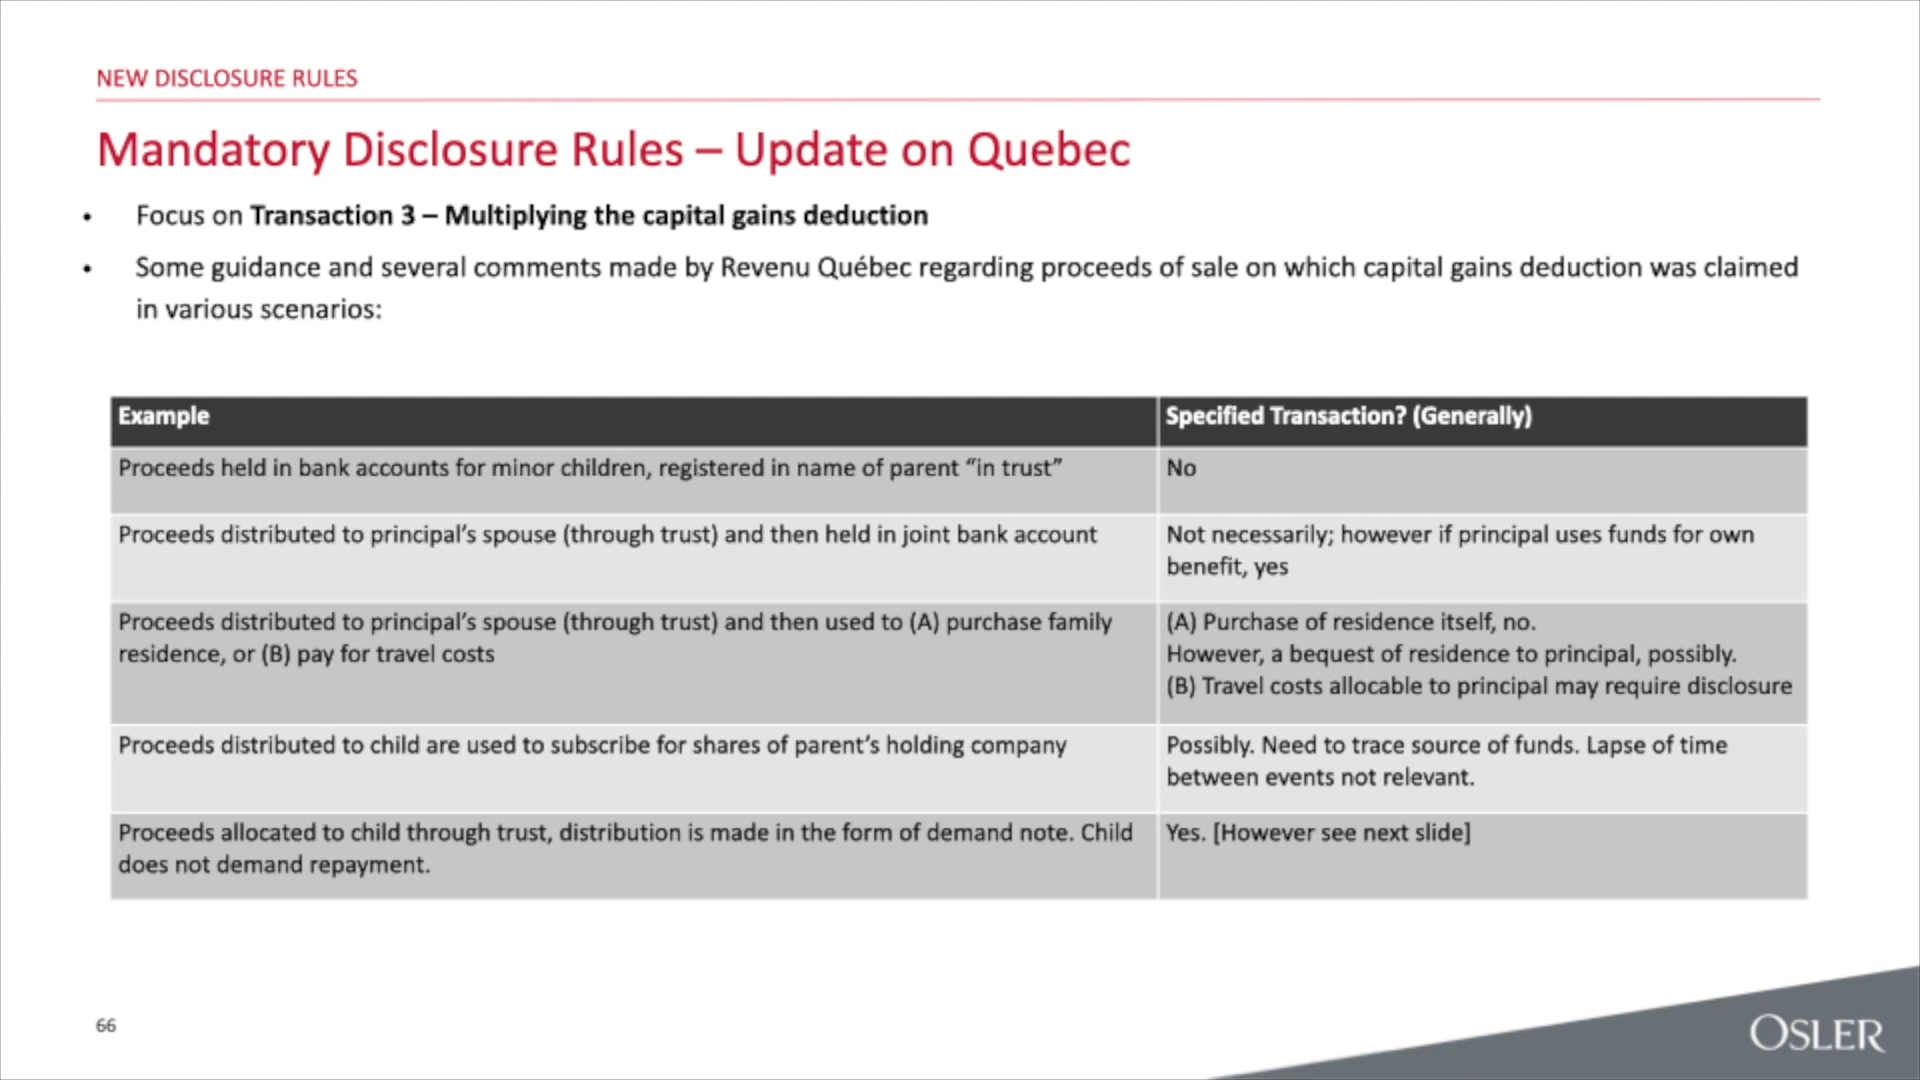 NEW DISCLOSURE RULES
Mandatory Disclosure Rules – Update on Quebec
• Focus on Transaction 3 – Multiplying the capital gains deduction
• Some guidance and several comments made by Revenu Québec regarding proceeds of sale on which capital gains deduction was claimed
in various scenarios:
Example
Specified Transaction? (Generally)
Proceeds held in bank accounts for minor children, registered in name of parent “in trust”
No
Proceeds distributed to principal’s spouse (through trust) and then held in joint bank account
Not necessarily; however if principal uses funds for own
benefit, yes
Proceeds distributed to principal’s spouse (through trust) and then used to (A) purchase family
residence, or (B) pay for travel costs
(A) Purchase of residence itself, no.
However, a bequest of residence to principal, possibly.
(B) Travel costs allocable to principal may require disclosure
Proceeds distributed to child are used to subscribe for shares of parent’s holding company
Possibly. Need to trace source of funds. Lapse of time
between events not relevant.
Proceeds allocated to child through trust, distribution is made in the form of demand note. Child
does not demand repayment.
Yes. [However see next slide]
66
OSLER